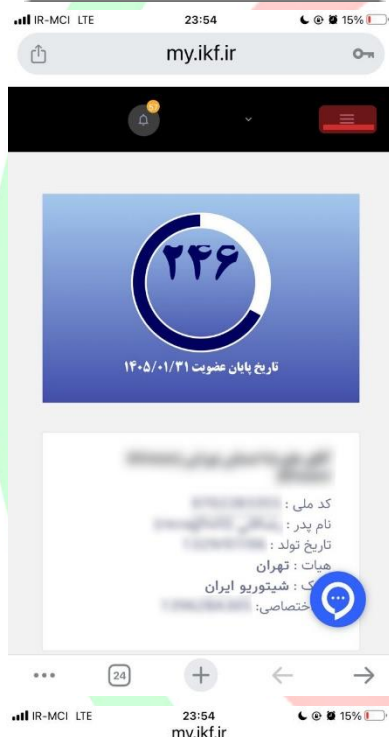 IR-MCI LTE 23:54 15%
my.ikf.ir
۲۴۶
تاریخ پایان عضویت ۱۴۰۵/۰۱/۳۱
کد ملی :
نام پدر :
تاریخ تولد :
هیات : تهران
شیتوریو ایران
24
IR-MCI LTE 23:54 15%
my.ikf.ir